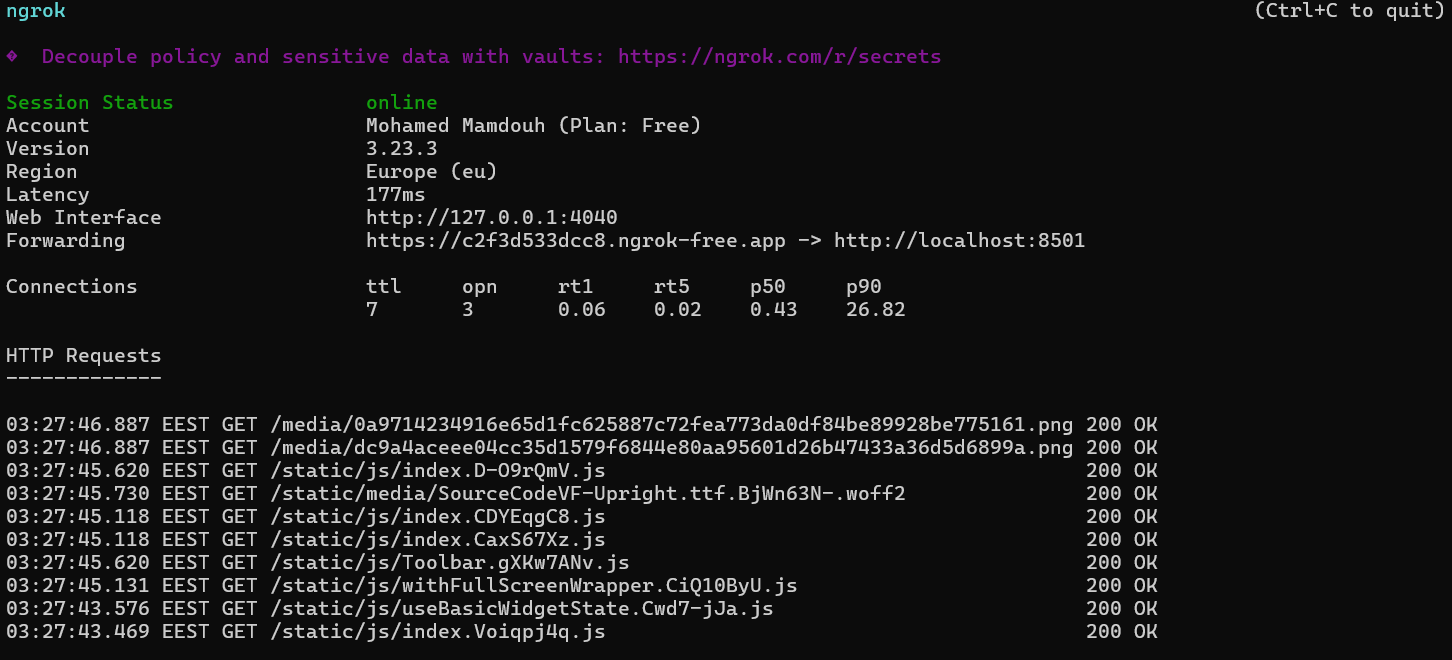 ngrok (Ctrl+C to quit)
� Decouple policy and sensitive data with vaults: https://ngrok.com/r/secrets
Session Status online
Account Mohamed Mamdouh (Plan: Free)
Version 3.23.3
Region Europe (eu)
Latency 177ms
Web Interface http://127.0.0.1:4040
Forwarding https://c2f3d533dcc8.ngrok-free.app -> http://localhost:8501
Connections ttl opn rt1 rt5 p50 p90
7 3 0.06 0.02 0.43 26.82
HTTP Requests
-------------
03:27:46.887 EEST GET /media/0a9714234916e65d1fc625887c72fea773da0df84be89928be775161.png 200 OK
03:27:46.887 EEST GET /media/dc9a4aceee04cc35d1579f6844e80aa95601d26b47433a36d5d6899a.png 200 OK
03:27:45.620 EEST GET /static/js/index.D-O9rQmV.js 200 OK
03:27:45.730 EEST GET /static/media/SourceCodeVF-Upright.ttf.BjWn63N-.woff2 200 OK
03:27:45.118 EEST GET /static/js/index.CDYEqgC8.js 200 OK
03:27:45.118 EEST GET /static/js/index.CaxS67Xz.js 200 OK
03:27:45.620 EEST GET /static/js/Toolbar.gXKw7ANv.js 200 OK
03:27:45.131 EEST GET /static/js/withFullScreenWrapper.CiQ10ByU.js 200 OK
03:27:43.576 EEST GET /static/js/useBasicWidgetState.Cwd7-jJa.js 200 OK
03:27:43.469 EEST GET /static/js/index.Voiqpj4q.js 200 OK